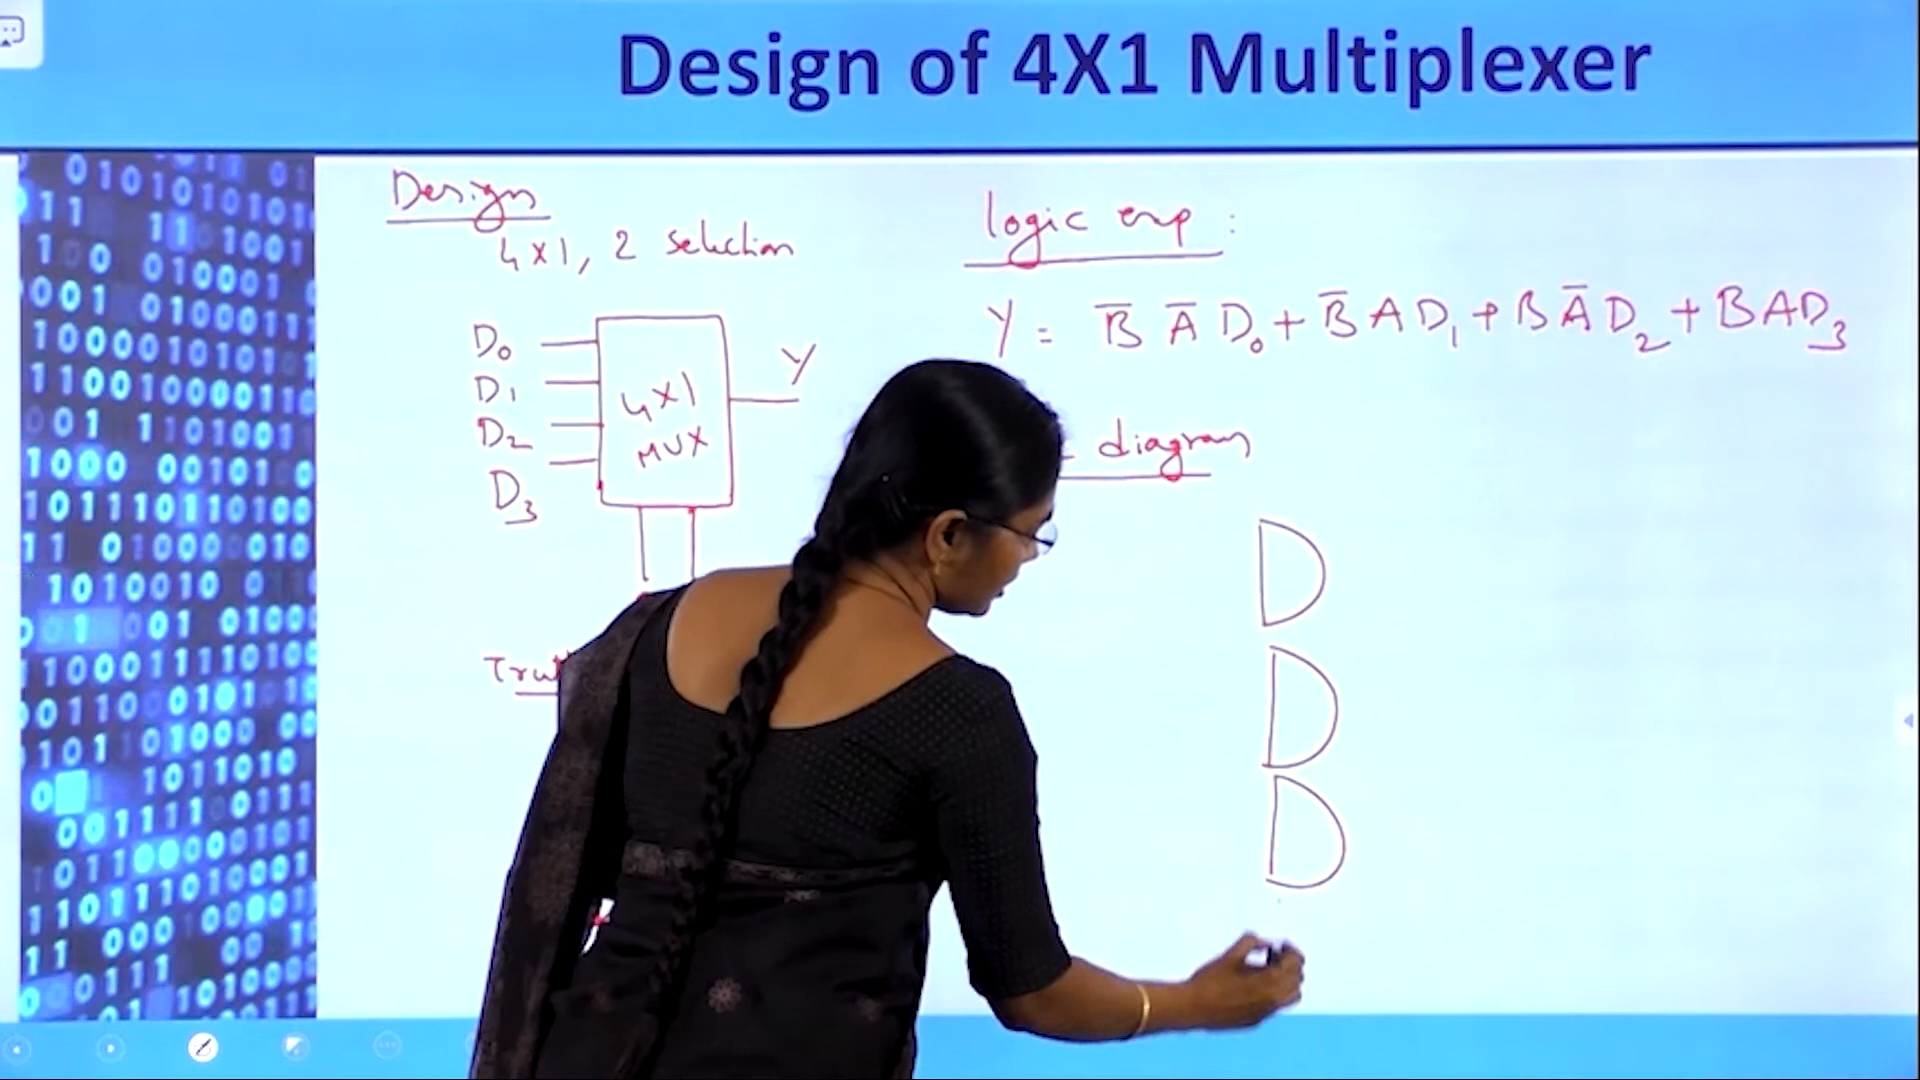 Design of 4X1 Multiplexer
Design
4x1, 2 selection
D0
D1
D2
D3
4X1
MUX
Y
logic exp :
Y = B̅ A̅ D0 + B̅ A D1 + B A̅ D2 + B A D3
diagram